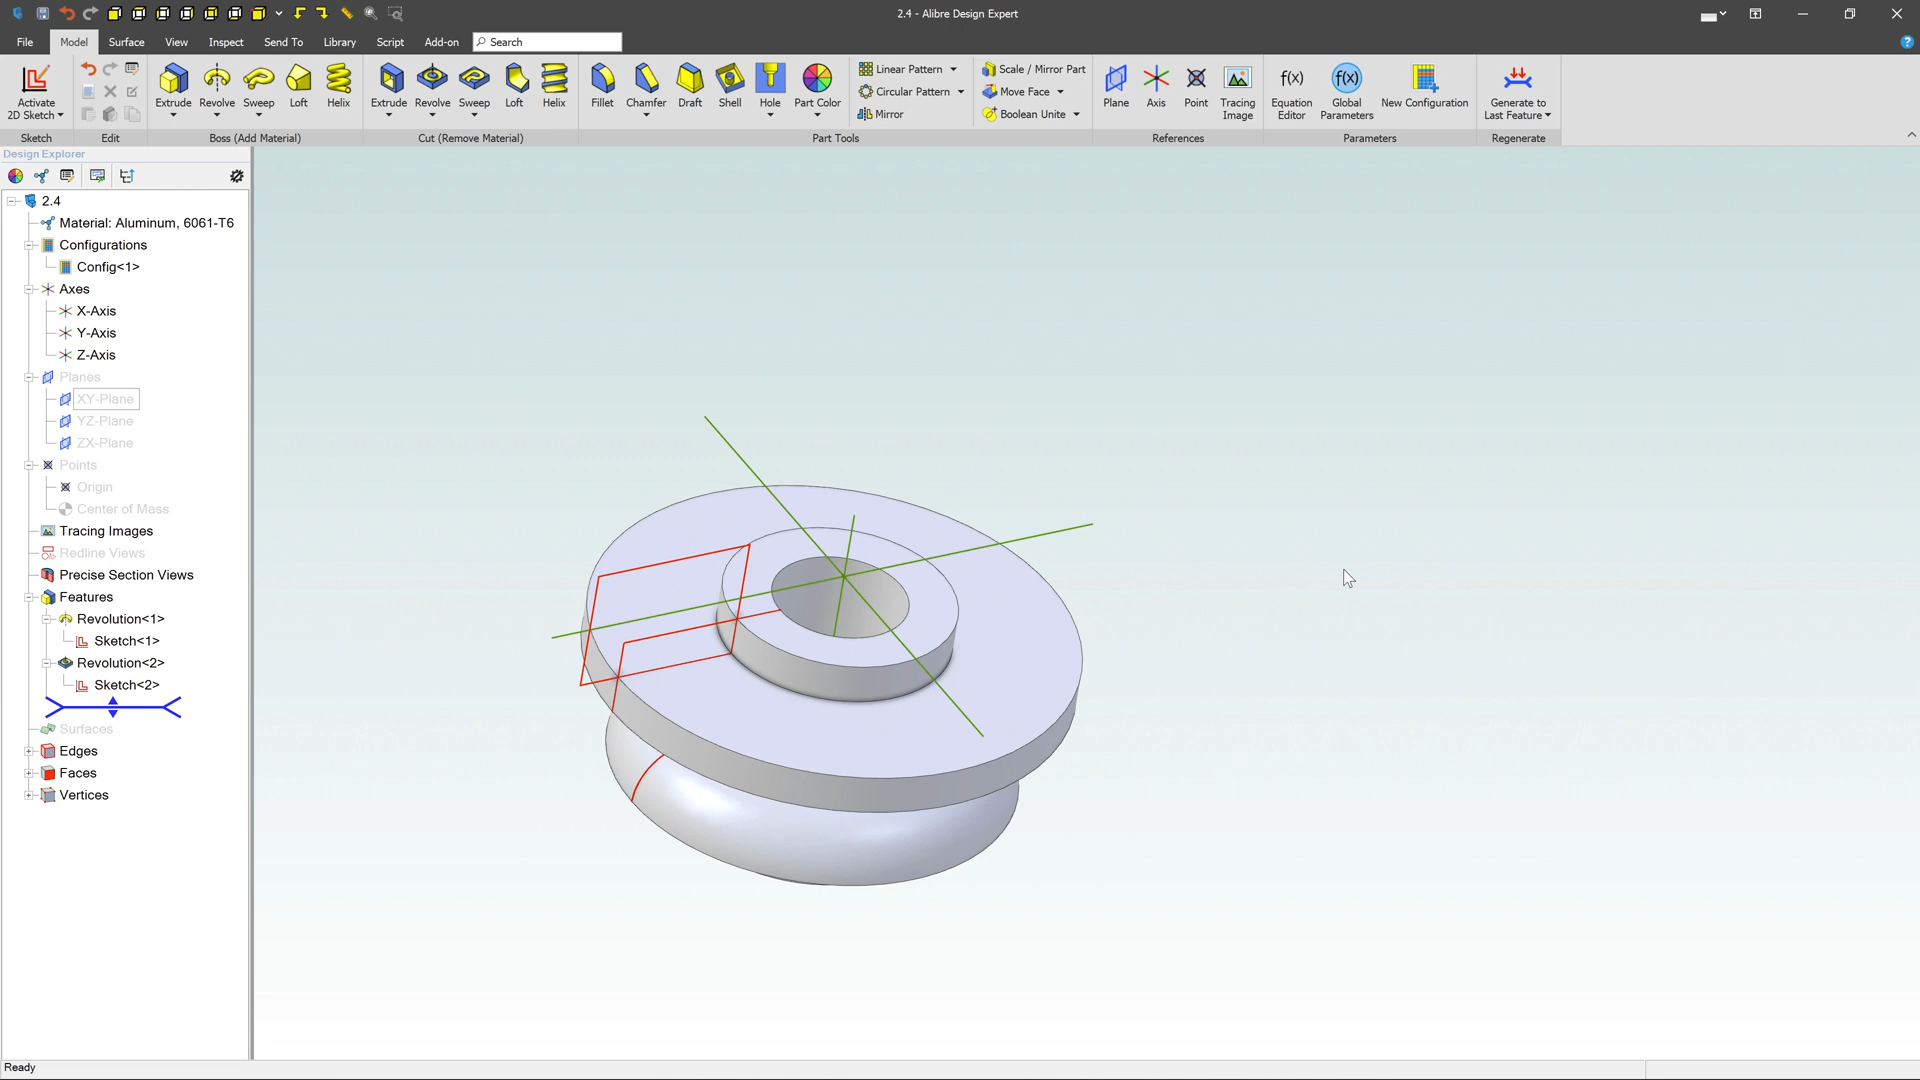 2.4 - Alibre Design Expert
File Model Surface View Inspect Send To Library Script Add-on Search
Activate 2D Sketch
Extrude Revolve Sweep Loft Helix
Extrude Revolve Sweep Loft Helix
Fillet Chamfer Draft Shell Hole Part Color
Linear Pattern
Circular Pattern
Mirror
Scale / Mirror Part
Move Face
Boolean Unite
Plane Axis Point Tracing Image
f(x) Equation Editor
f(x) Global Parameters
New Configuration
Generate to Last Feature
Sketch Edit Boss (Add Material) Cut (Remove Material) Part Tools References Parameters Regenerate
Design Explorer
2.4
Material: Aluminum, 6061-T6
Configurations
Config<1>
Axes
X-Axis
Y-Axis
Z-Axis
Planes
XY-Plane
YZ-Plane
ZX-Plane
Points
Origin
Center of Mass
Tracing Images
Redline Views
Precise Section Views
Features
Revolution<1>
Sketch<1>
Revolution<2>
Sketch<2>
Surfaces
Edges
Faces
Vertices
Ready